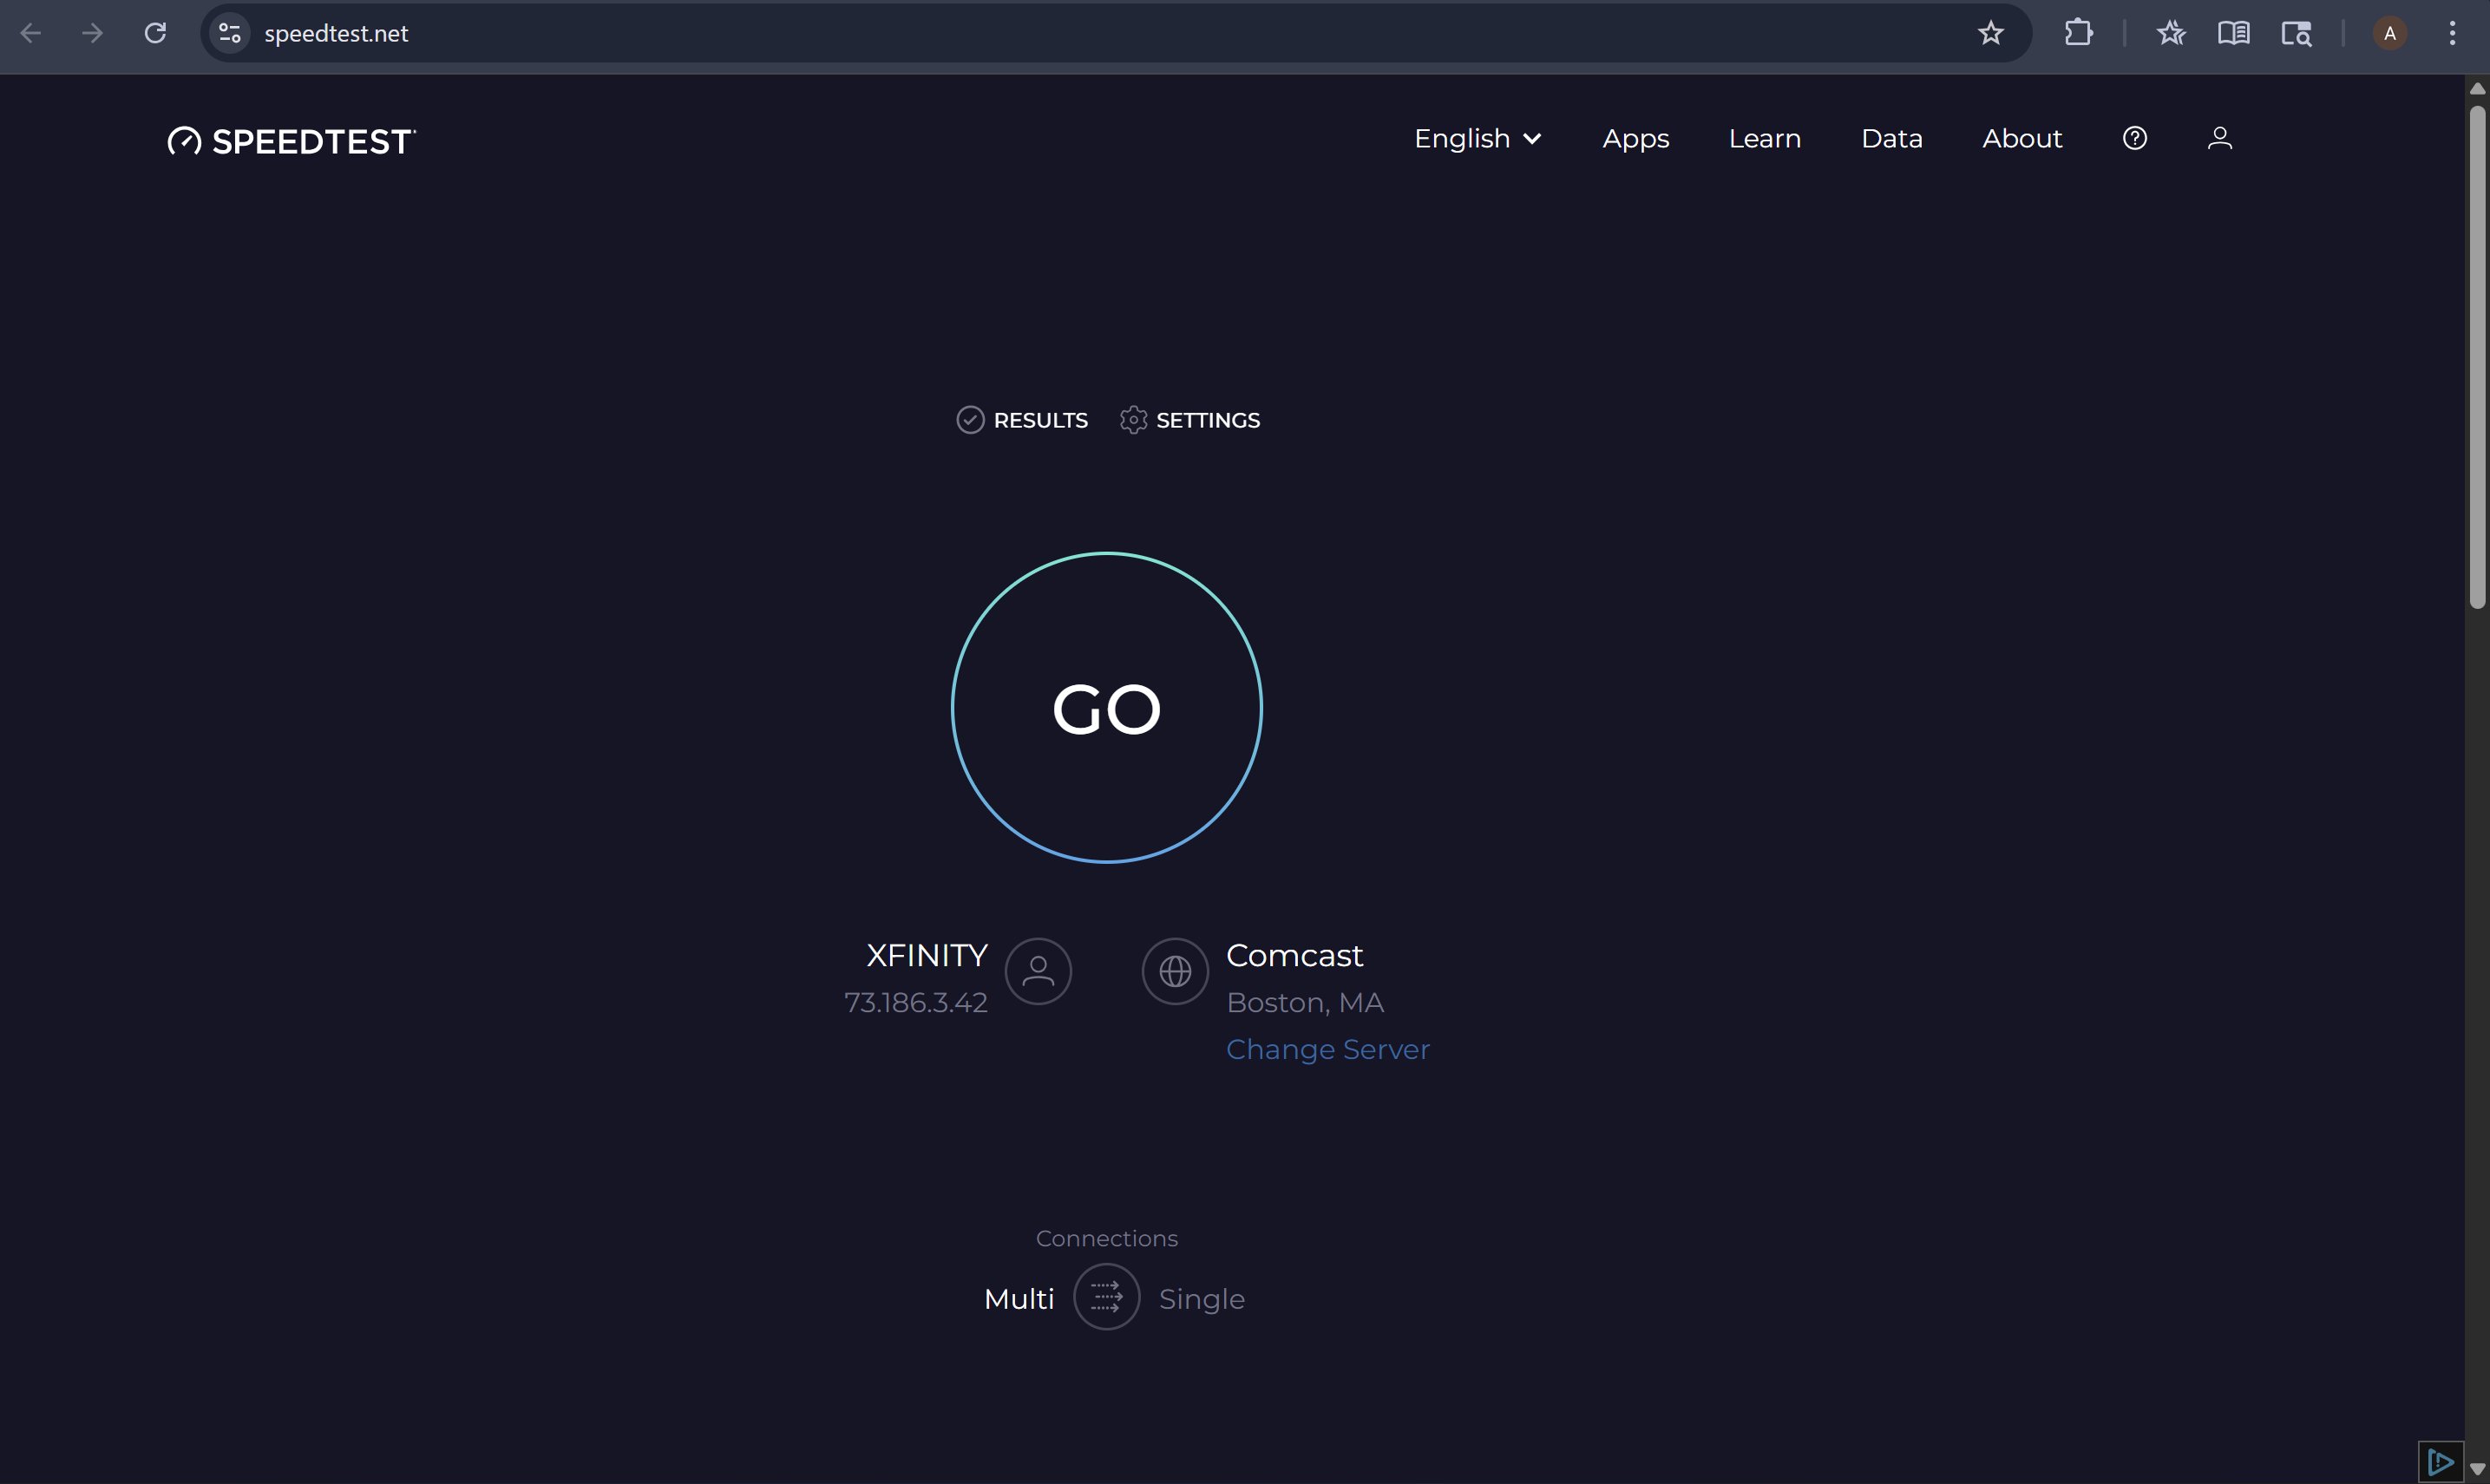 speedtest.net
A
SPEEDTEST
English Apps Learn Data About
RESULTS SETTINGS
GO
XFINITY
73.186.3.42
Comcast
Boston, MA
Change Server
Connections
Multi Single